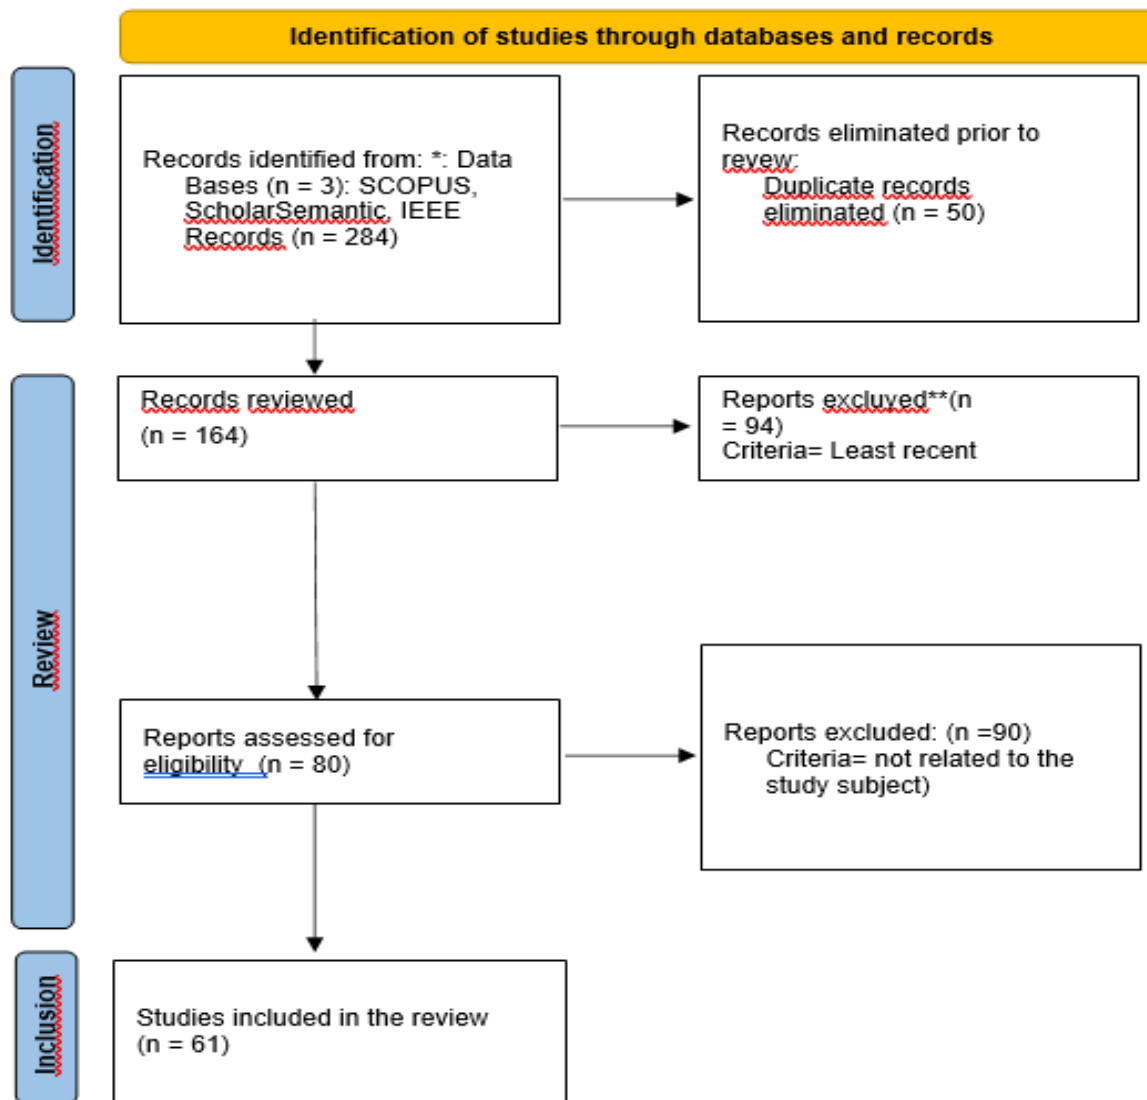 Identification of studies through databases and records
Identification
Records identified from: *: Data
Bases (n = 3): SCOPUS,
ScholarSemantic, IEEE
Records (n = 284)
Records eliminated prior to
revew:
Duplicate records
eliminated (n = 50)
Review
Records reviewed
(n = 164)
Reports excluyed**(n
= 94)
Criteria= Least recent
Reports assessed for
eligibility (n = 80)
Reports excluded: (n =90)
Criteria= not related to the
study subject)
Inclusion
Studies included in the review
(n = 61)